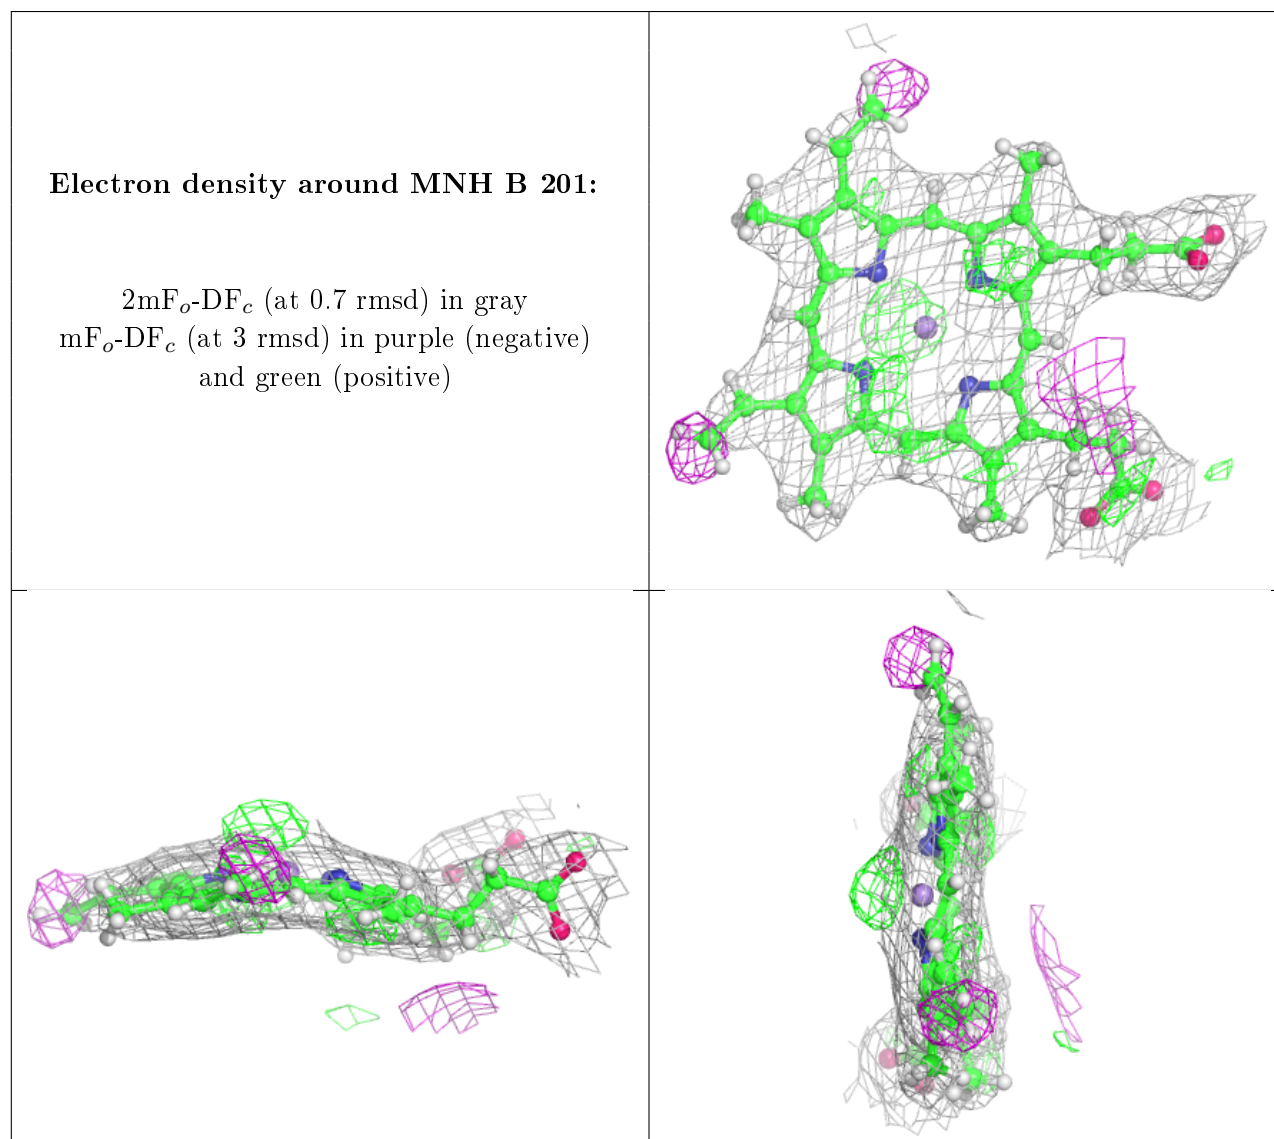 Electron density around MNH B 201:
2mFo-DFc (at 0.7 rmsd) in gray
mFo-DFc (at 3 rmsd) in purple (negative)
and green (positive)